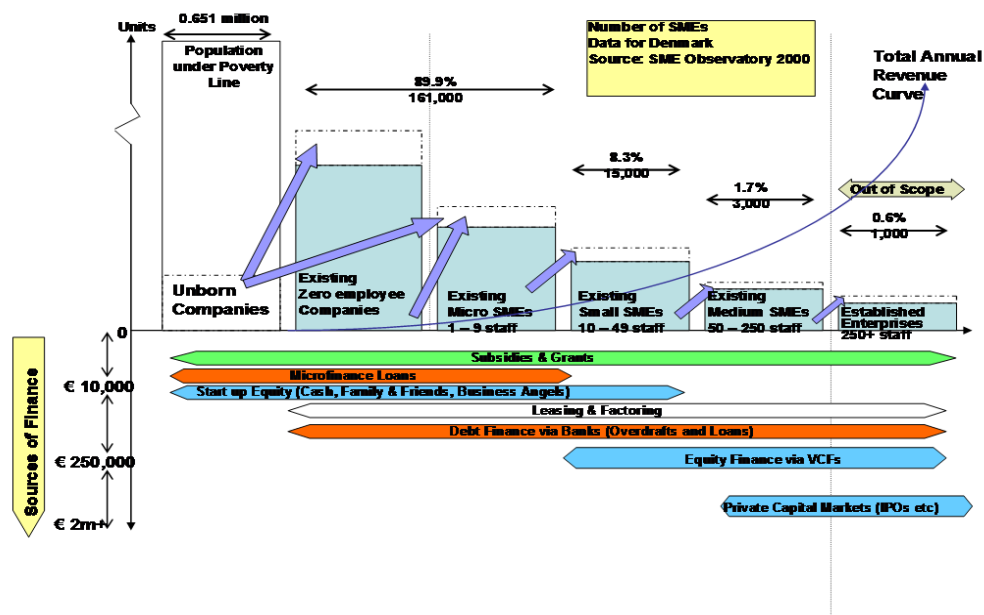 Units
0.651 million
Population
under Poverty
Line
Number of SMEs
Data for Denmark
Source: SME Observatory 2000
Total Annual
Revenue
Curve
89.9%
161,000
8.3%
15,000
1.7%
3,000
Out of Scope
0.6%
1,000
Unborn
Companies
Existing
Zero employee
Companies
Existing
Micro SMEs
1 – 9 staff
Existing
Small SMEs
10 – 49 staff
Existing
Medium SMEs
50 – 250 staff
Established
Enterprises
250+ staff
0
Sources of Finance
€ 10,000
€ 250,000
€ 2m+
Subsidies & Grants
Microfinance Loans
Start up Equity (Cash, Family & Friends, Business Angels)
Leasing & Factoring
Debt Finance via Banks (Overdrafts and Loans)
Equity Finance via VCFs
Private Capital Markets (IPOs etc)